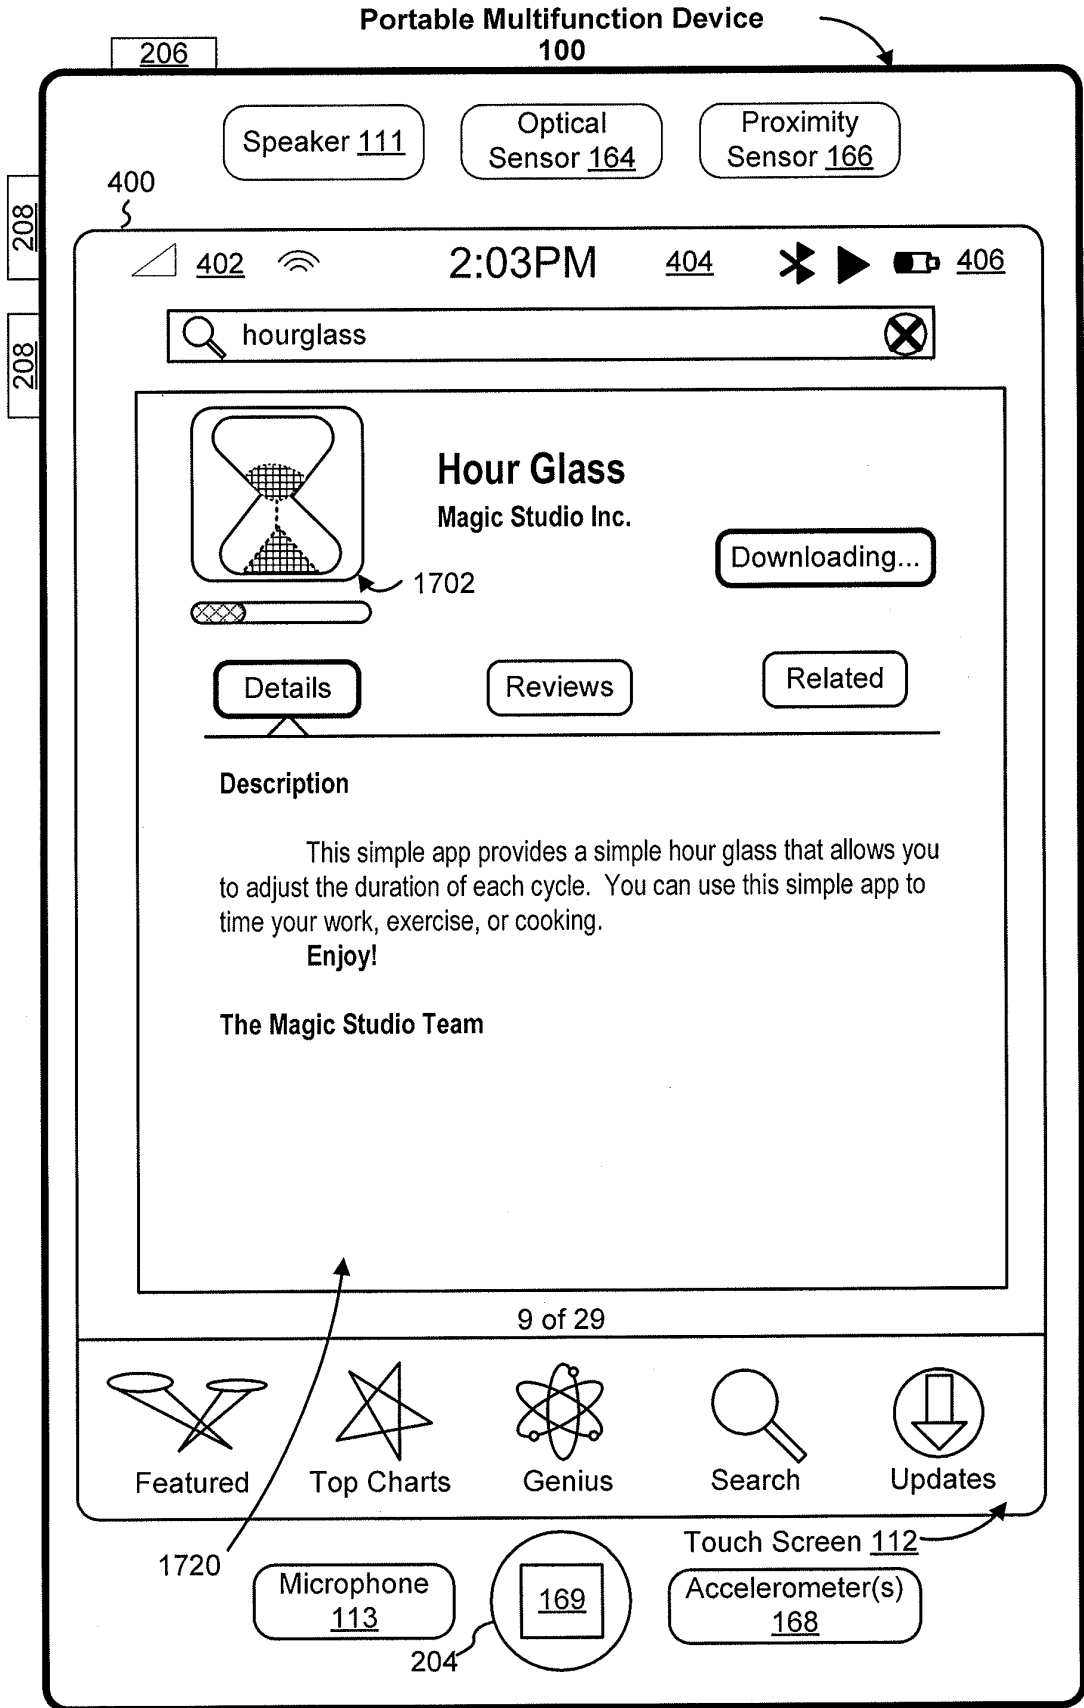 Portable Multifunction Device
100
206
Speaker 111
Optical
Sensor 164
Proximity
Sensor 166
208
400
402
2:03PM
404
406
208
hourglass
Hour Glass
Magic Studio Inc.
Downloading...
1702
Details
Reviews
Related
Description
This simple app provides a simple hour glass that allows you
to adjust the duration of each cycle. You can use this simple app to
time your work, exercise, or cooking.
Enjoy!
The Magic Studio Team
9 of 29
Featured
Top Charts
Genius
Search
Updates
1720
Touch Screen 112
Microphone
113
169
Accelerometer(s)
168
204